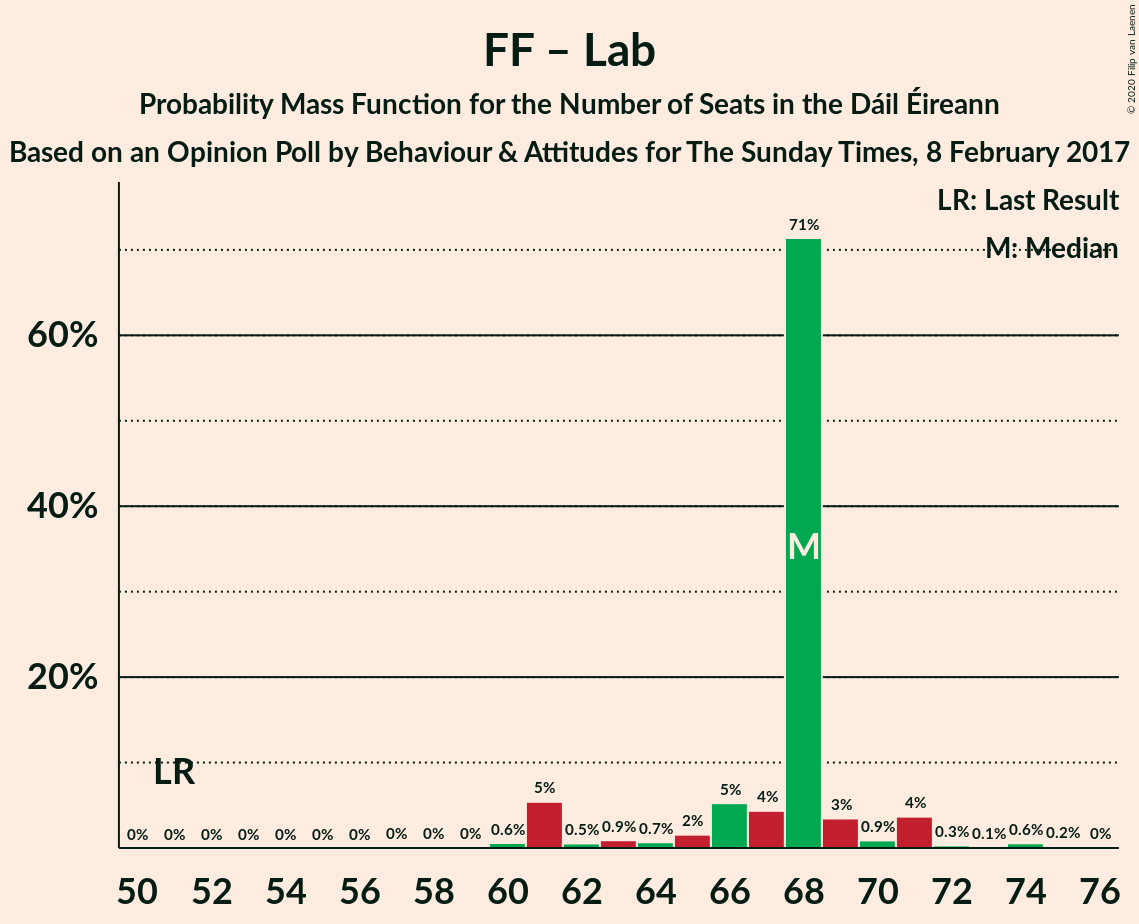 FF – Lab
Probability Mass Function for the Number of Seats in the Dáil Éireann
Based on an Opinion Poll by Behaviour & Attitudes for The Sunday Times, 8 February 2017
© 2020 Filip van Laenen
LR: Last Result
M: Median
71%
60%
40%
20%
M
LR
0% 0% 0% 0% 0% 0% 0% 0% 0% 0% 0.6% 5% 0.5% 0.9% 0.7% 2% 5% 4% 3% 0.9% 4% 0.3% 0.1% 0.6% 0.2% 0%
50 52 54 56 58 60 62 64 66 68 70 72 74 76